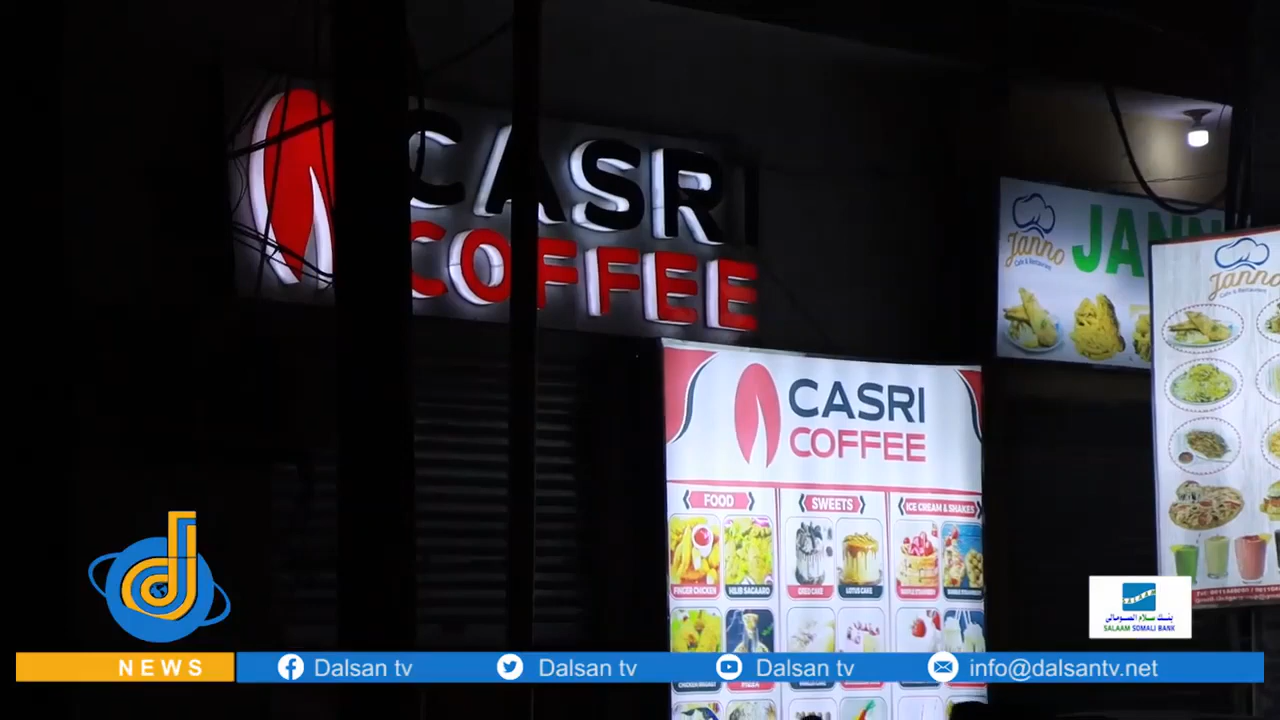 CASRI
COFFEE
Janno
Cafe & Restaurant
JANN
Janno
Cafe & Restaurant
CASRI
COFFEE
FOOD
SWEETS
ICE CREAM & SHAKES
FINGER CHICKEN
HILIB SAGAARO
OREO CAKE
LOTUS CAKE
PIZZA
بنك سلام الصومالي
SALAAM SOMALI BANK
NEWS
Dalsan tv
Dalsan tv
Dalsan tv
info@dalsantv.net